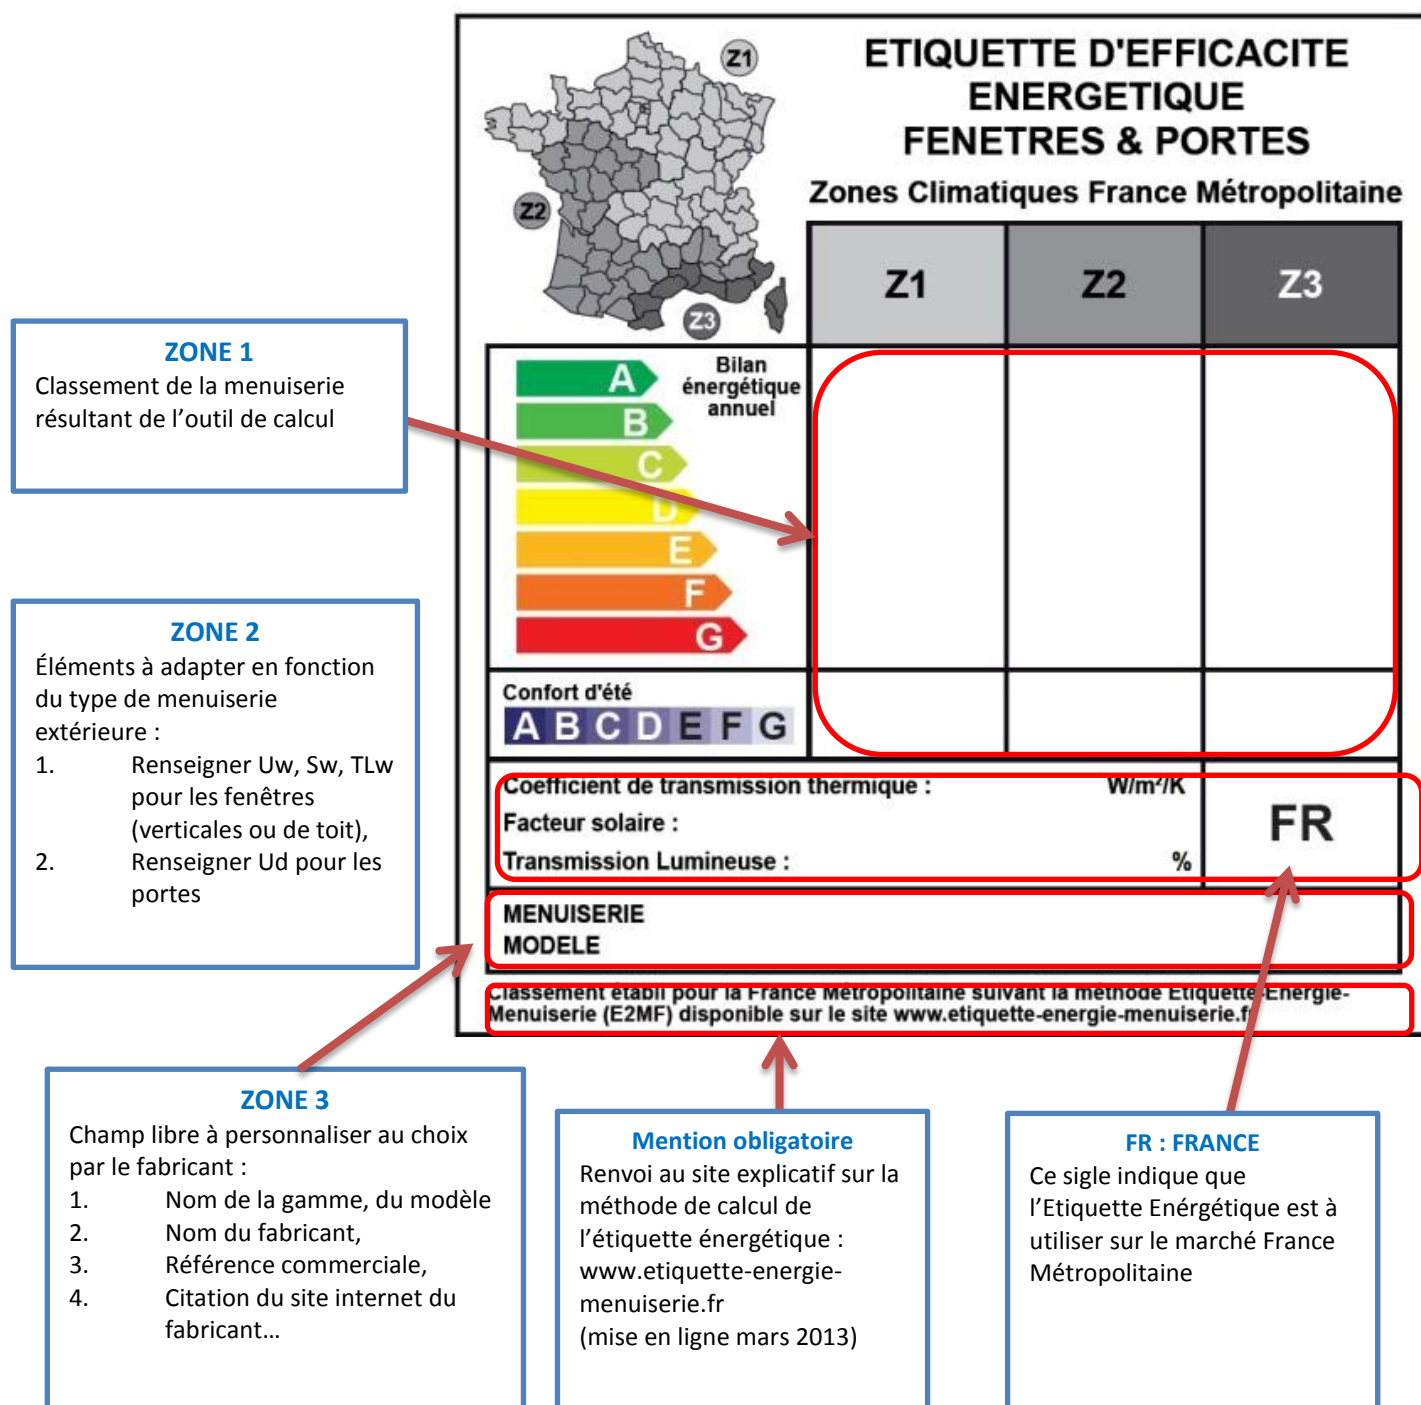 Z1
Z2
Z3
ETIQUETTE D'EFFICACITE
ENERGETIQUE
FENETRES & PORTES
Zones Climatiques France Métropolitaine
Z1
Z2
Z3
ZONE 1
Classement de la menuiserie
résultant de l’outil de calcul
A
B
C
D
E
F
G
Bilan
énergétique
annuel
ZONE 2
Éléments à adapter en fonction
du type de menuiserie
extérieure :
1. Renseigner Uw, Sw, TLw
pour les fenêtres
(verticales ou de toit),
2. Renseigner Ud pour les
portes
Confort d'été
A B C D E F G
Coefficient de transmission thermique : W/m²/K
Facteur solaire :
Transmission Lumineuse : %
FR
MENUISERIE
MODELE
Classement établi pour la France Métropolitaine suivant la méthode Etiquette-Energie-
Menuiserie (E2MF) disponible sur le site www.etiquette-energie-menuiserie.fr
ZONE 3
Champ libre à personnaliser au choix
par le fabricant :
1. Nom de la gamme, du modèle
2. Nom du fabricant,
3. Référence commerciale,
4. Citation du site internet du
fabricant…
Mention obligatoire
Renvoi au site explicatif sur la
méthode de calcul de
l’étiquette énergétique :
www.etiquette-energie-
menuiserie.fr
(mise en ligne mars 2013)
FR : FRANCE
Ce sigle indique que
l’Etiquette Enérgétique est à
utiliser sur le marché France
Métropolitaine